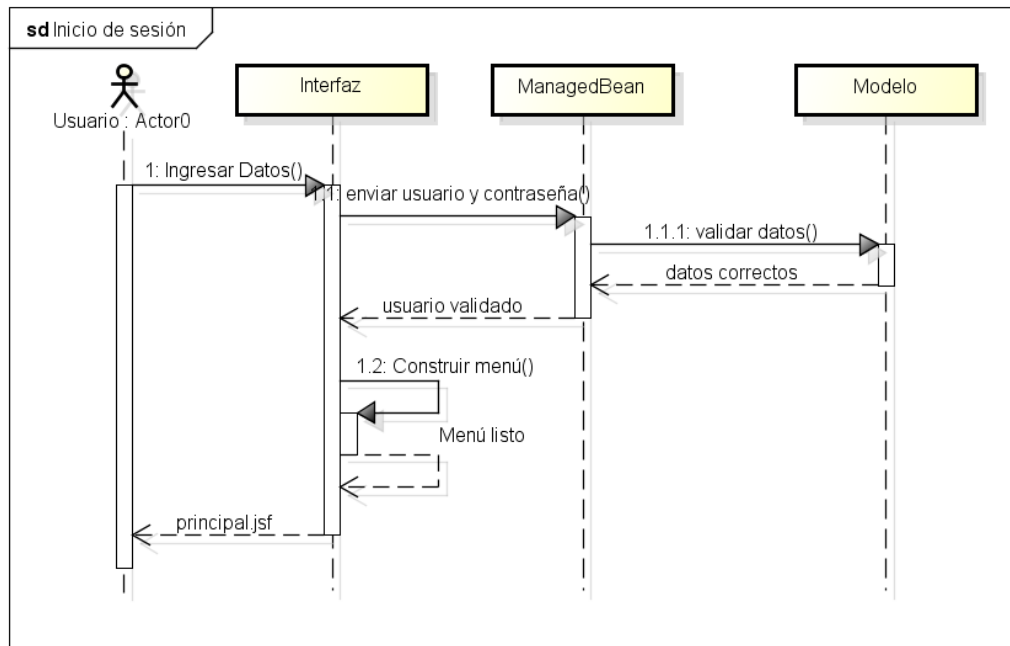 sd Inicio de sesión
Usuario : Actor0
Interfaz
ManagedBean
Modelo
1: Ingresar Datos()
1: enviar usuario y contraseña()
1.1.1: validar datos()
datos correctos
usuario validado
1.2: Construir menú()
Menú listo
principal.jsf